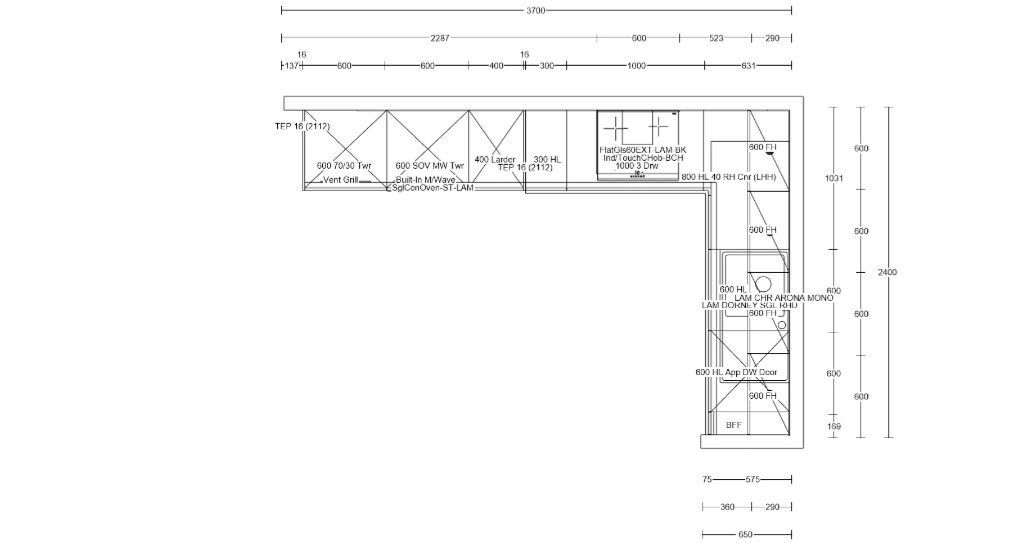 3700
2287 600 523 290
16 16
137 600 600 400 300 1000 631
TEP 16 (2112)
600 FH
600
FlatGls60EXT-LAM BK
Ind/TouchCHob-BCH
1000 3 Drw
600 70/30 Twr
600 SOV MW Twr
400 Larder
300 HL
TEP 16 (2112)
Vent Grill
Built-In M/Wave
SglConOven-ST-LAM
800 HL 40 RH Cnr (LHH)
1031
600 FH
600
2400
600 HL
600
LAM CHR ARONA MONO
LAM DORNEY SGL RHD
600 FH
600
600 HL App DW Door
600
600 FH
600
BFF
169
75 575
360 290
650